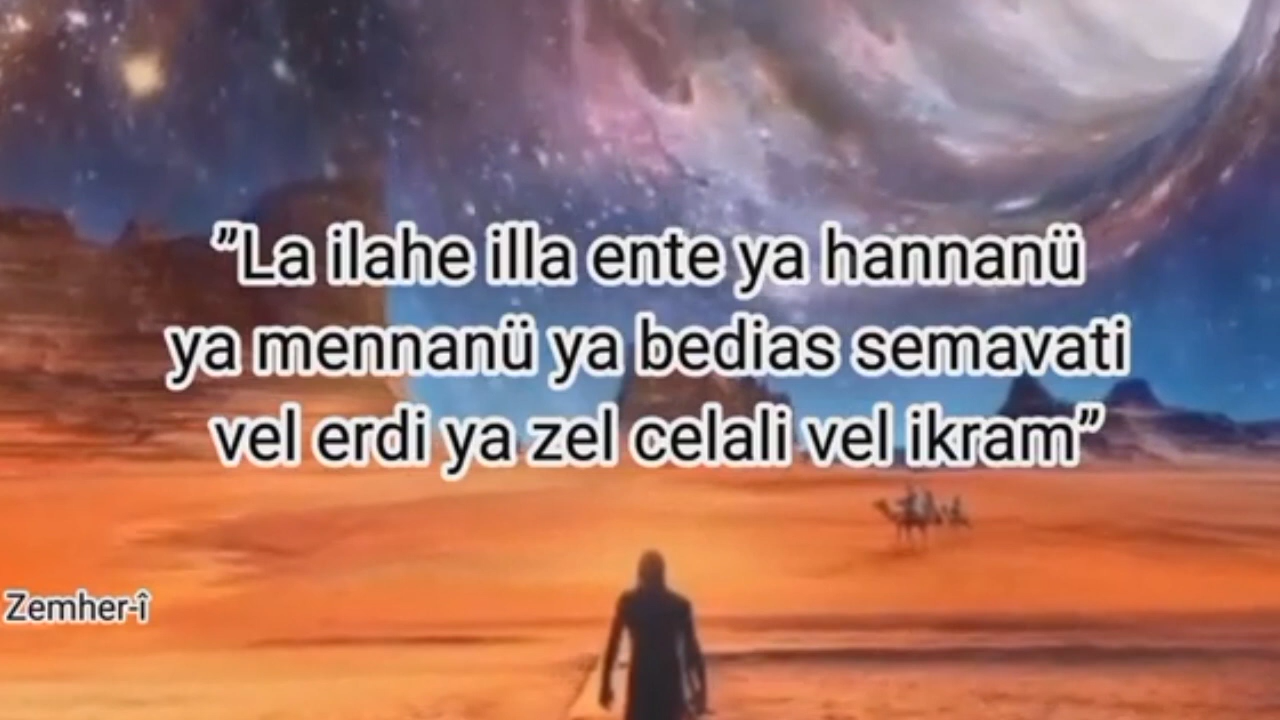 ”La ilahe illa ente ya hannanü
ya mennanü ya bedias semavati
vel erdi ya zel celali vel ikram”
Zemher-î